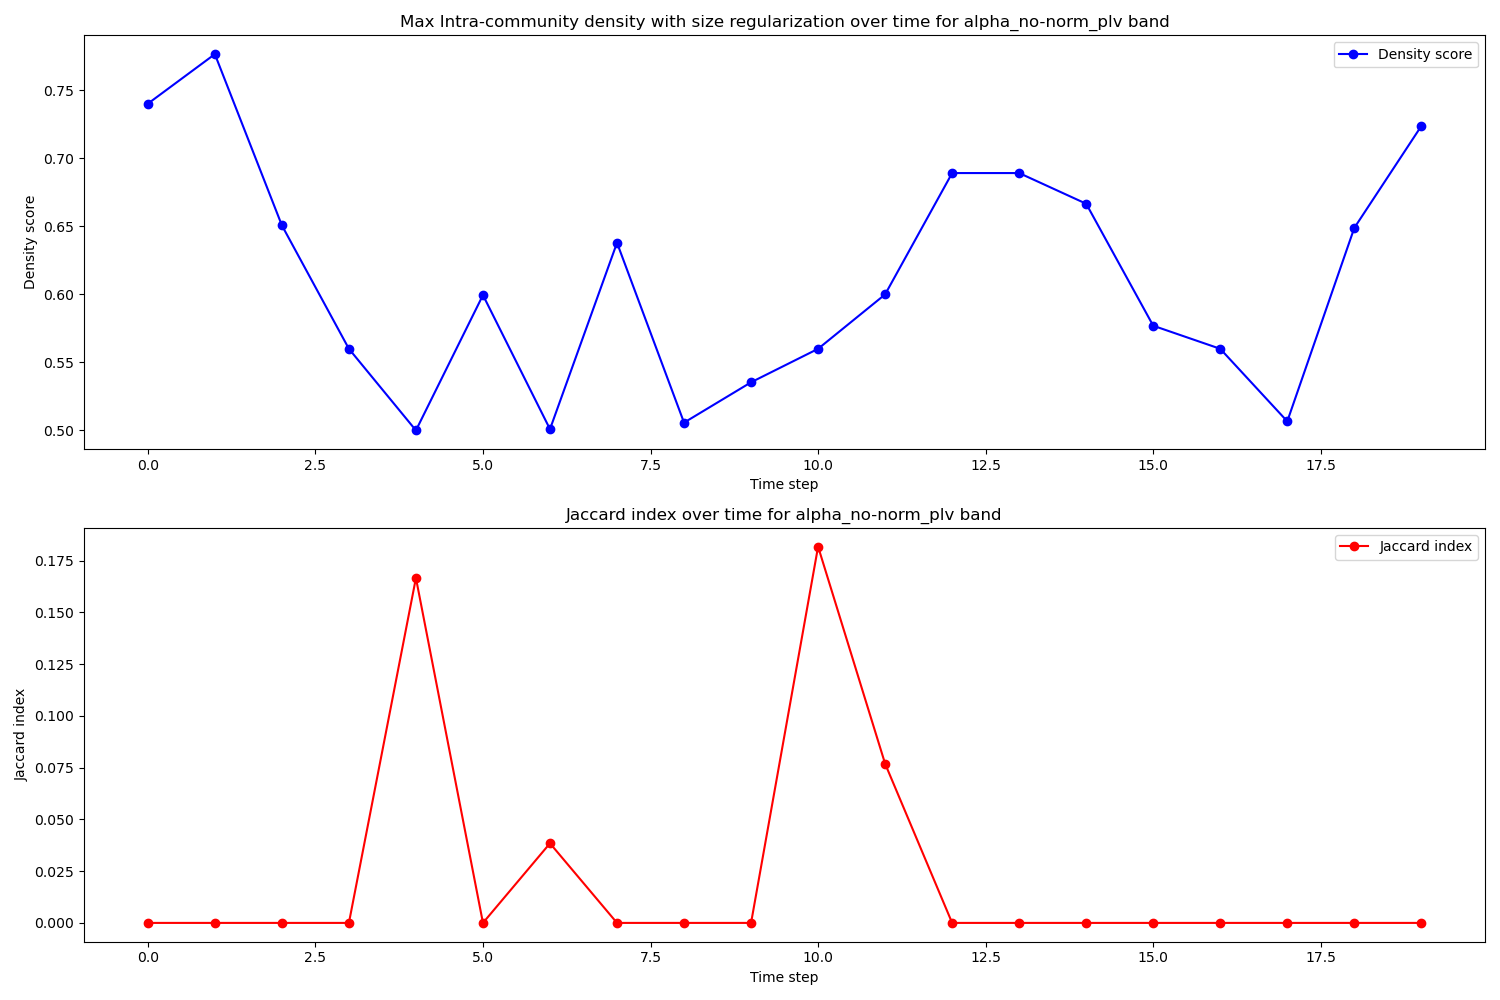 Max Intra-community density with size regularization over time for alpha_no-norm_plv band
Density score
0.75
0.70
0.65
0.60
0.55
0.50
Density score
0.0 2.5 5.0 7.5 10.0 12.5 15.0 17.5
Time step
Jaccard index over time for alpha_no-norm_plv band
Jaccard index
0.175
0.150
0.125
0.100
0.075
0.050
0.025
0.000
Jaccard index
0.0 2.5 5.0 7.5 10.0 12.5 15.0 17.5
Time step